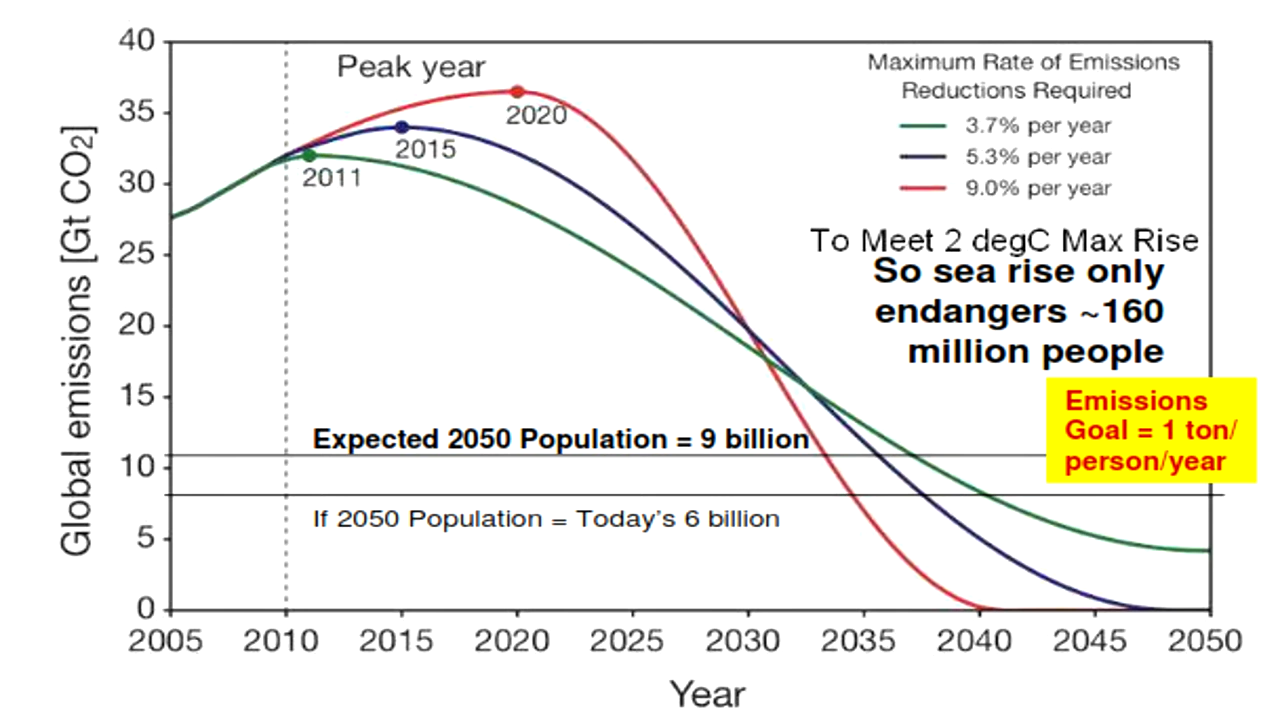 40
35
30
25
20
15
10
5
0
Global emissions [Gt CO2]
2005 2010 2015 2020 2025 2030 2035 2040 2045 2050
Year
Peak year
2020
2015
2011
Maximum Rate of Emissions
Reductions Required
3.7% per year
5.3% per year
9.0% per year
To Meet 2 degC Max Rise
So sea rise only
endangers ~160
million people
Emissions
Goal = 1 ton/
person/year
Expected 2050 Population = 9 billion
If 2050 Population = Today's 6 billion